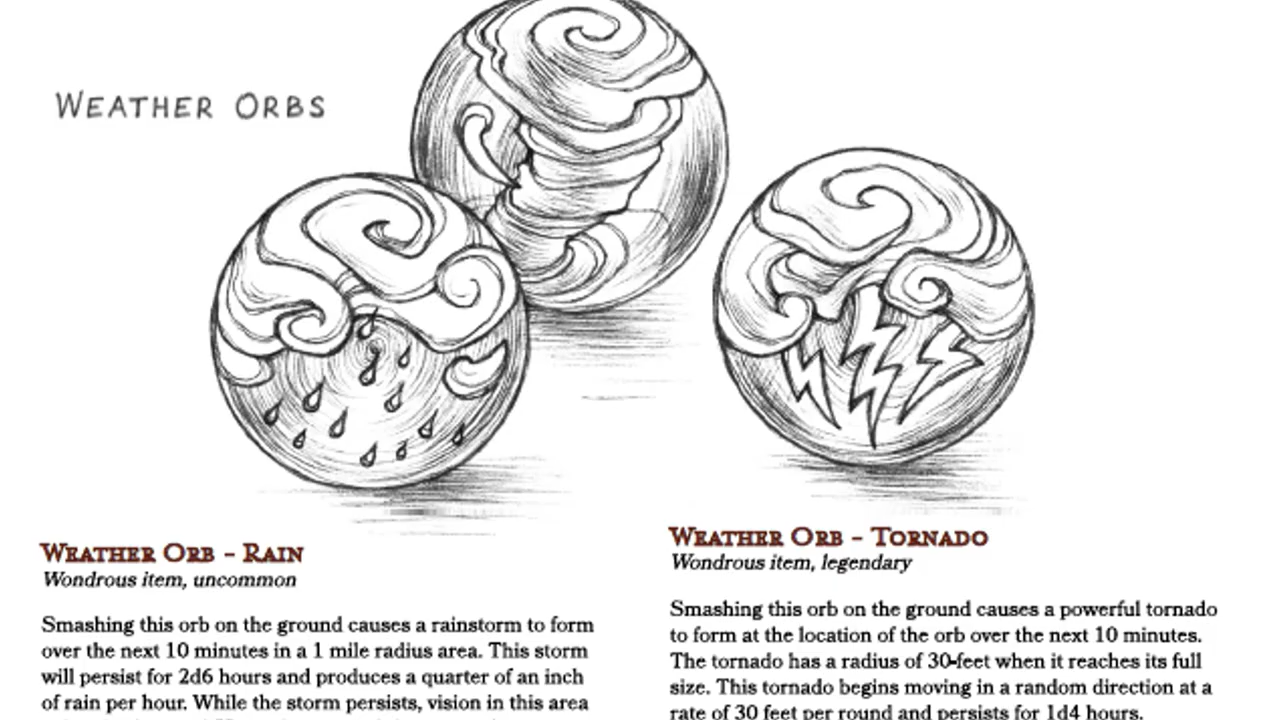 WEATHER ORBS
WEATHER ORB - RAIN
Wondrous item, uncommon
Smashing this orb on the ground causes a rainstorm to form
over the next 10 minutes in a 1 mile radius area. This storm
will persist for 2d6 hours and produces a quarter of an inch
of rain per hour. While the storm persists, vision in this area
WEATHER ORB - TORNADO
Wondrous item, legendary
Smashing this orb on the ground causes a powerful tornado
to form at the location of the orb over the next 10 minutes.
The tornado has a radius of 30-feet when it reaches its full
size. This tornado begins moving in a random direction at a
rate of 30 feet per round and persists for 1d4 hours.